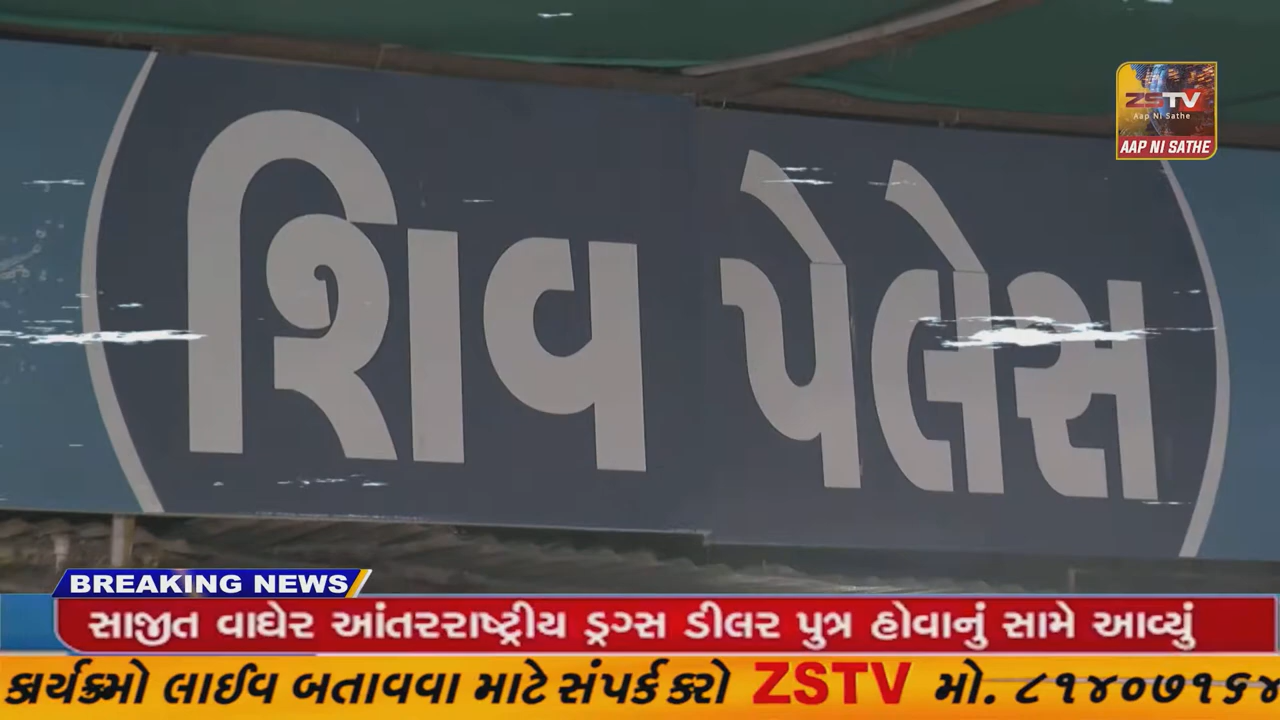 ZSTV
Aap Ni Sathe
AAP NI SATHE
શિવ પેલેસ
BREAKING NEWS
સાજીત વાઘેર આંતરરાષ્ટ્રીય ડ્રગ્સ ડીલર પુત્ર હોવાનું સામે આવ્યું
કાર્યક્રમો લાઈવ બતાવવા માટે સંપર્ક કરો ZSTV મો. ૮૧૪૦૭૧૬૪